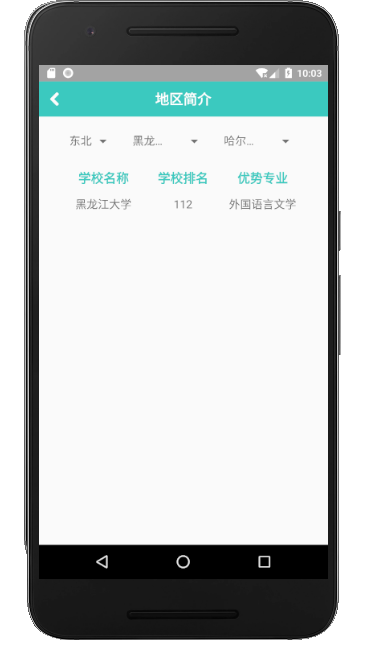 10:03
地区简介
东北 黑龙... 哈尔...
学校名称 学校排名 优势专业
黑龙江大学 112 外国语言文学